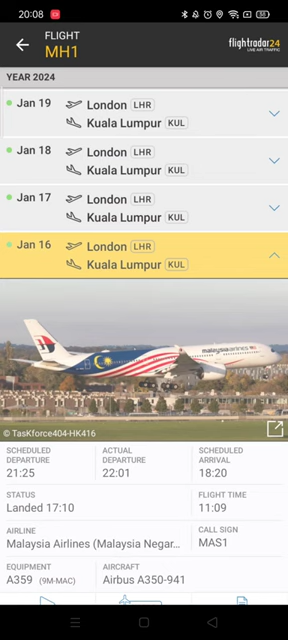 20:08
50
FLIGHT
MH1
flightradar24
LIVE AIR TRAFFIC
YEAR 2024
Jan 19 London LHR
Kuala Lumpur KUL
Jan 18 London LHR
Kuala Lumpur KUL
Jan 17 London LHR
Kuala Lumpur KUL
Jan 16 London LHR
Kuala Lumpur KUL
malaysia airlines
© TasKforce404-HK416
SCHEDULED DEPARTURE
21:25
ACTUAL DEPARTURE
22:01
SCHEDULED ARRIVAL
18:20
STATUS
Landed 17:10
FLIGHT TIME
11:09
AIRLINE
Malaysia Airlines (Malaysia Negar...
CALL SIGN
MAS1
EQUIPMENT
A359 (9M-MAC)
AIRCRAFT
Airbus A350-941